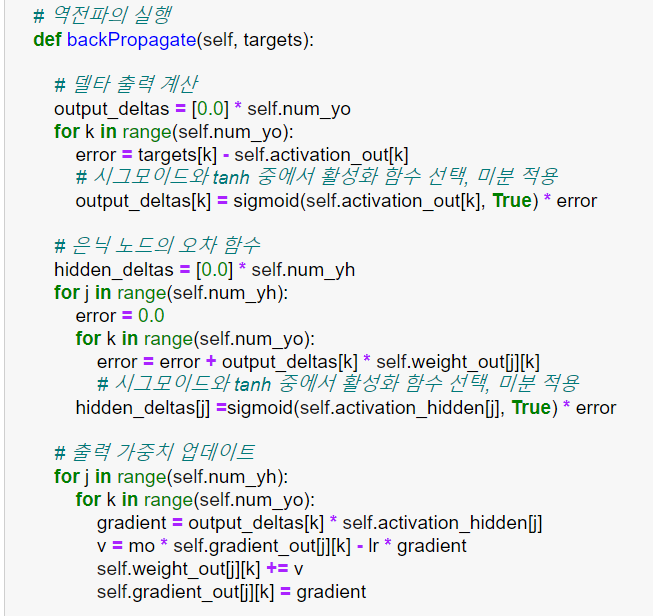 # 역전파의 실행
def backPropagate(self, targets):
# 델타 출력 계산
output_deltas = [0.0] * self.num_yo
for k in range(self.num_yo):
error = targets[k] - self.activation_out[k]
# 시그모이드와 tanh 중에서 활성화 함수 선택, 미분 적용
output_deltas[k] = sigmoid(self.activation_out[k], True) * error
# 은닉 노드의 오차 함수
hidden_deltas = [0.0] * self.num_yh
for j in range(self.num_yh):
error = 0.0
for k in range(self.num_yo):
error = error + output_deltas[k] * self.weight_out[j][k]
# 시그모이드와 tanh 중에서 활성화 함수 선택, 미분 적용
hidden_deltas[j] =sigmoid(self.activation_hidden[j], True) * error
# 출력 가중치 업데이트
for j in range(self.num_yh):
for k in range(self.num_yo):
gradient = output_deltas[k] * self.activation_hidden[j]
v = mo * self.gradient_out[j][k] - lr * gradient
self.weight_out[j][k] += v
self.gradient_out[j][k] = gradient